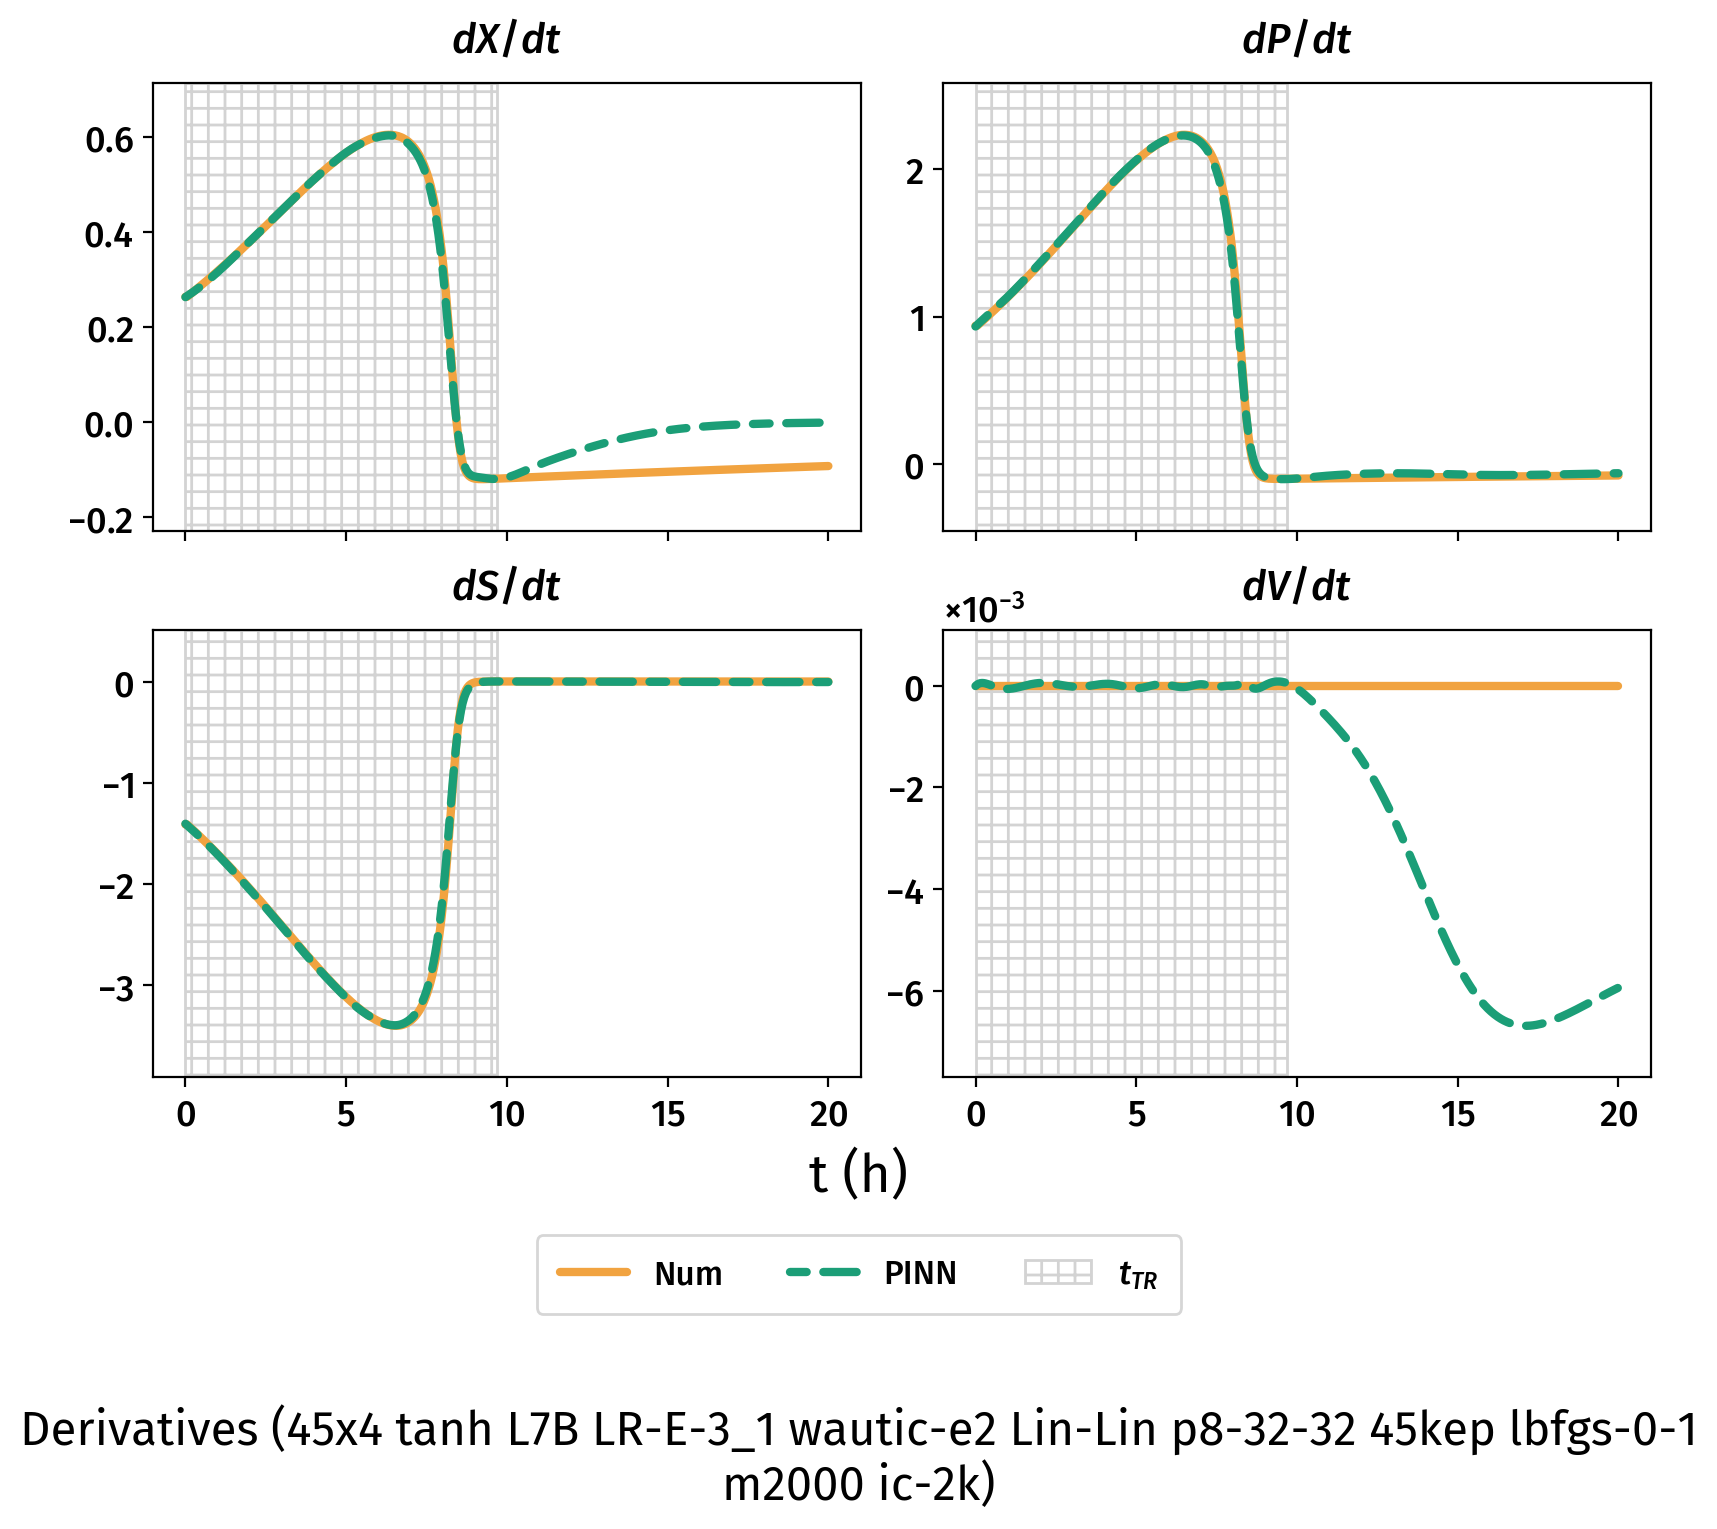 dX/dt
dP/dt
0.6
0.4
0.2
0.0
−0.2
2
1
0
dS/dt
dV/dt
×10⁻³
0
−1
−2
−3
0
−2
−4
−6
0 5 10 15 20
0 5 10 15 20
t (h)
Num PINN t_TR
Derivatives (45x4 tanh L7B LR-E-3_1 wautic-e2 Lin-Lin p8-32-32 45kep lbfgs-0-1
m2000 ic-2k)